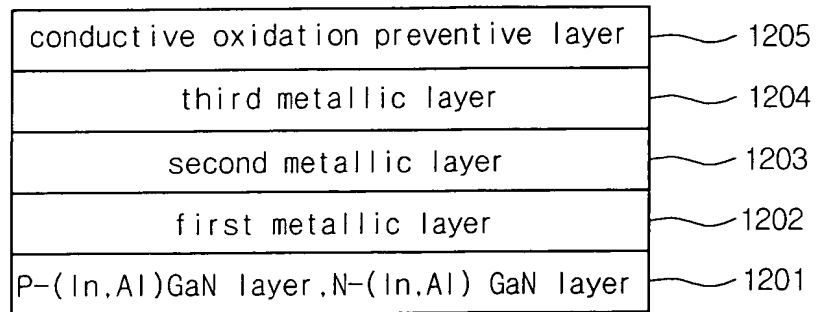 conductive oxidation preventive layer 1205
third metallic layer 1204
second metallic layer 1203
first metallic layer 1202
P-(In,Al)GaN layer,N-(In,Al) GaN layer 1201